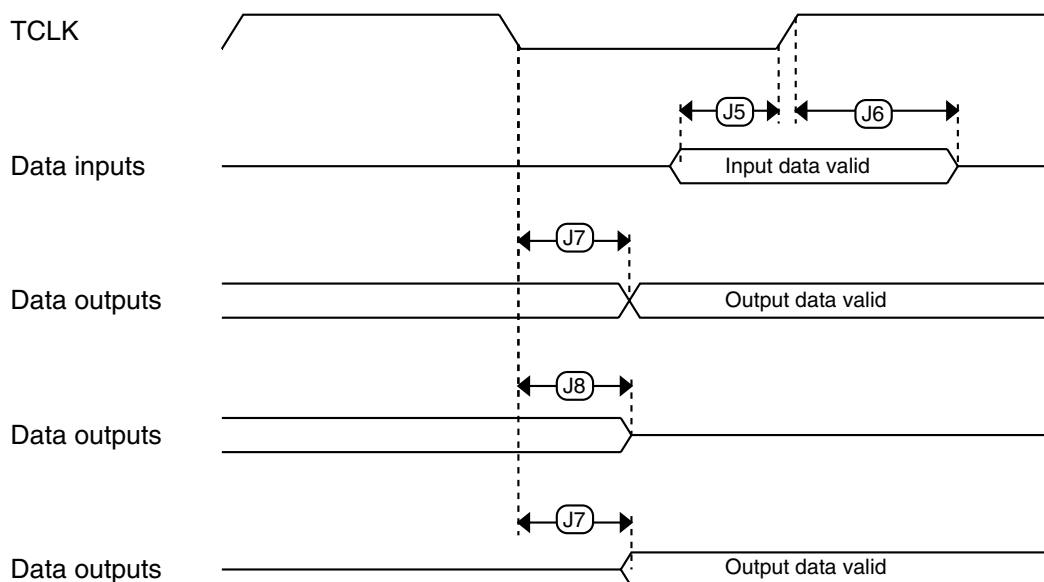 TCLK
J5
J6
Data inputs
Input data valid
J7
Data outputs
Output data valid
J8
Data outputs
J7
Data outputs
Output data valid